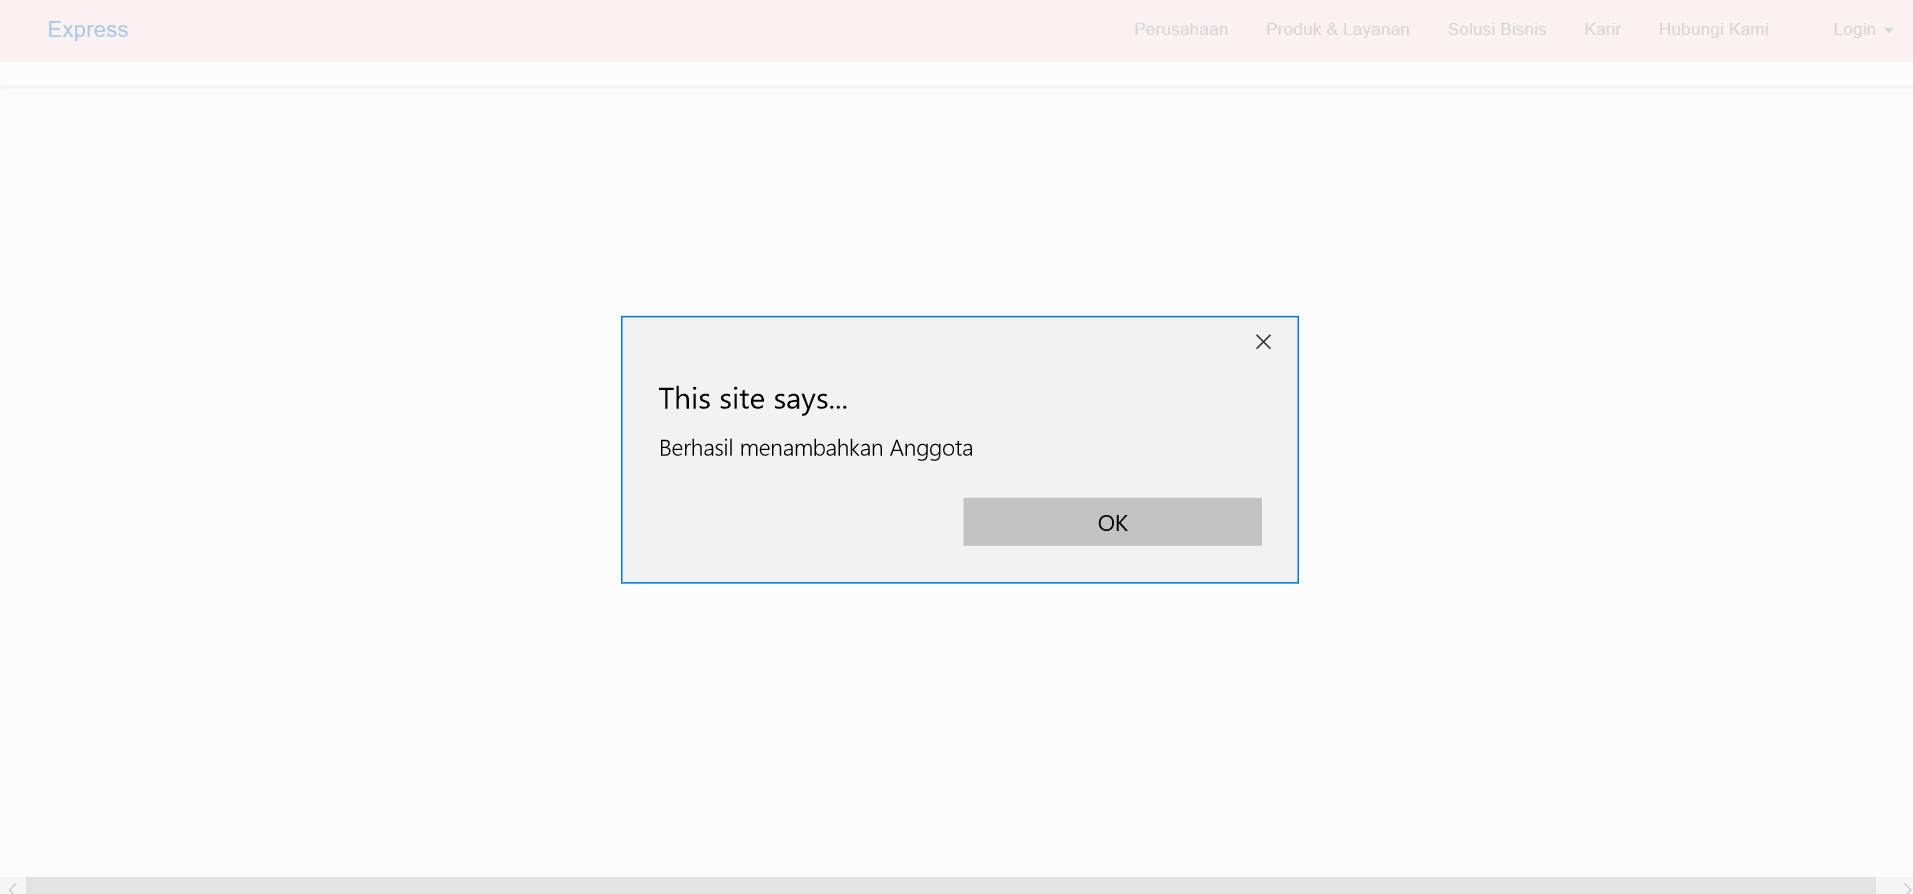 Express Perusahaan Produk & Layanan Solusi Bisnis Karir Hubungi Kami Login
This site says...
Berhasil menambahkan Anggota
OK